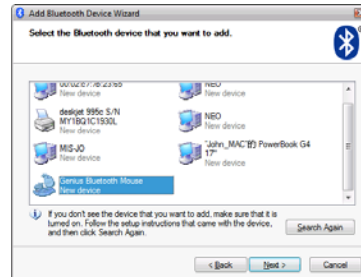 Add Bluetooth Device Wizard
Select the Bluetooth device that you want to add.
New device
NEO
New device
deskjet 995c S/N
MY18Q1C1930L
New device
NEO
New device
MIS-JO
New device
PowerBook G4
17"
New device
Genius Bluetooth Mouse
New device
If you don't see the device that you want to add, make sure that it is
turned on. Follow the setup instructions that came with the device,
and then click Search Again.
Search Again
< Back
Next >
Cancel